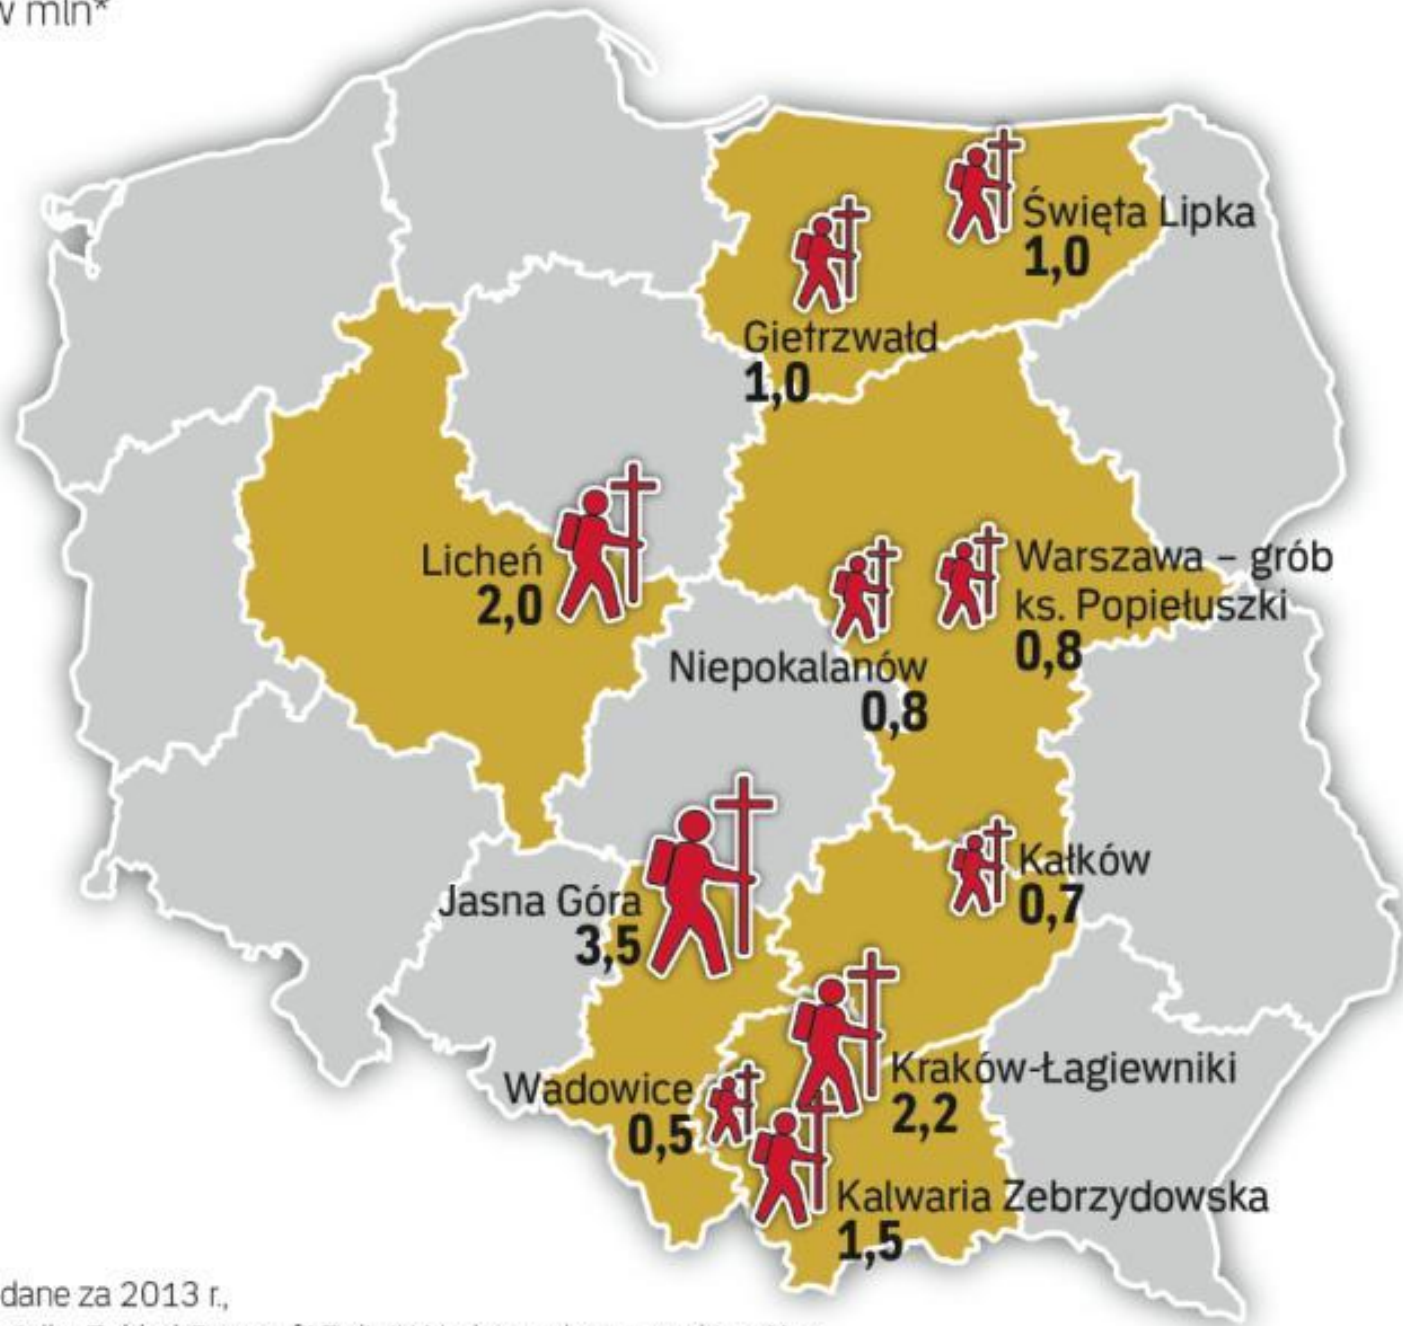 w mln*
Święta Lipka
1,0
Gietrzwałd
1,0
Licheń
2,0
Warszawa – grób
ks. Popiełuszki
0,8
Niepokalanów
0,8
Kałków
0,7
Jasna Góra
3,5
Kraków-Łagiewniki
2,2
Wadowice
0,5
Kalwaria Zebrzydowska
1,5
dane za 2013 r.,